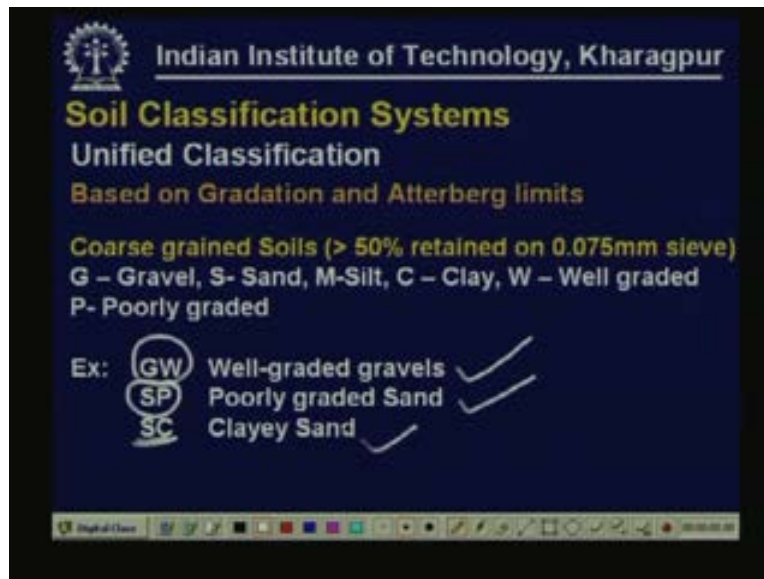 Indian Institute of Technology, Kharagpur
Soil Classification Systems
Unified Classification
Based on Gradation and Atterberg limits
Coarse grained Soils (> 50% retained on 0.075mm sieve)
G – Gravel, S- Sand, M-Silt, C – Clay, W – Well graded
P- Poorly graded
Ex: GW Well-graded gravels
SP Poorly graded Sand
SC Clayey Sand